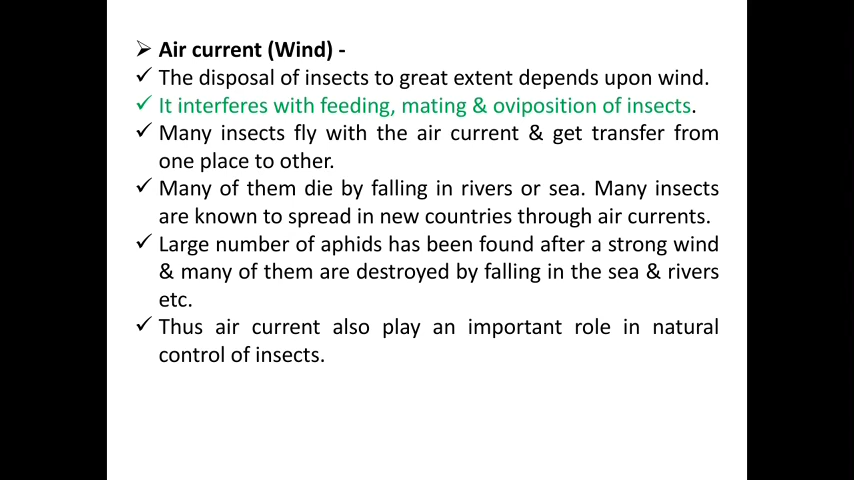 ➢ Air current (Wind) -
✓ The disposal of insects to great extent depends upon wind.
✓ It interferes with feeding, mating & oviposition of insects.
✓ Many insects fly with the air current & get transfer from
one place to other.
✓ Many of them die by falling in rivers or sea. Many insects
are known to spread in new countries through air currents.
✓ Large number of aphids has been found after a strong wind
& many of them are destroyed by falling in the sea & rivers
etc.
✓ Thus air current also play an important role in natural
control of insects.